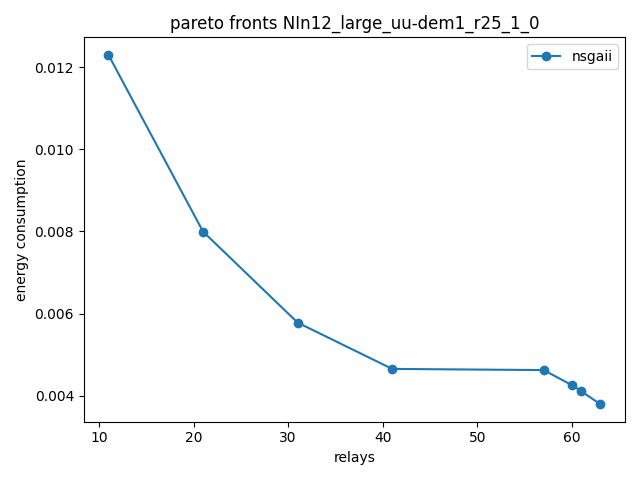 pareto fronts NIn12_large_uu-dem1_r25_1_0
nsgaii
energy consumption
0.012
0.010
0.008
0.006
0.004
10 20 30 40 50 60
relays